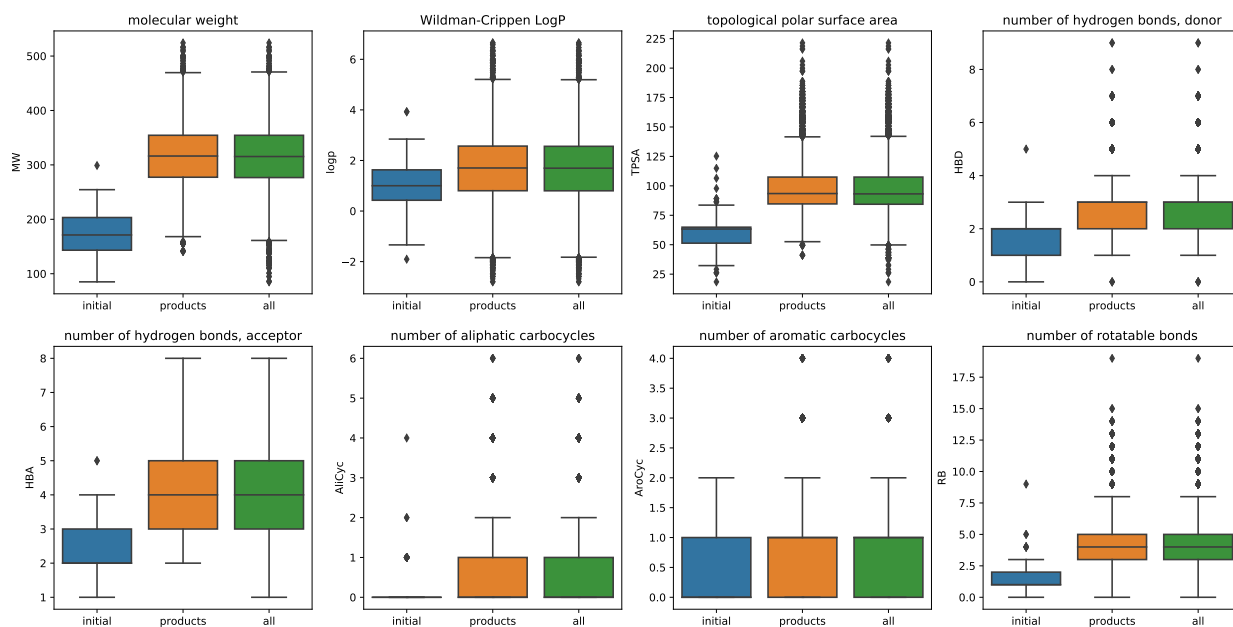 molecular weight
MW
500
400
300
200
100
initial products all
Wildman-Crippen LogP
logp
6
4
2
0
−2
initial products all
topological polar surface area
TPSA
225
200
175
150
125
100
75
50
25
initial products all
number of hydrogen bonds, donor
HBD
8
6
4
2
0
initial products all
number of hydrogen bonds, acceptor
HBA
8
7
6
5
4
3
2
1
initial products all
number of aliphatic carbocycles
AliCyc
6
5
4
3
2
1
0
initial products all
number of aromatic carbocycles
AroCyc
4.0
3.5
3.0
2.5
2.0
1.5
1.0
0.5
0.0
initial products all
number of rotatable bonds
RB
17.5
15.0
12.5
10.0
7.5
5.0
2.5
0.0
initial products all